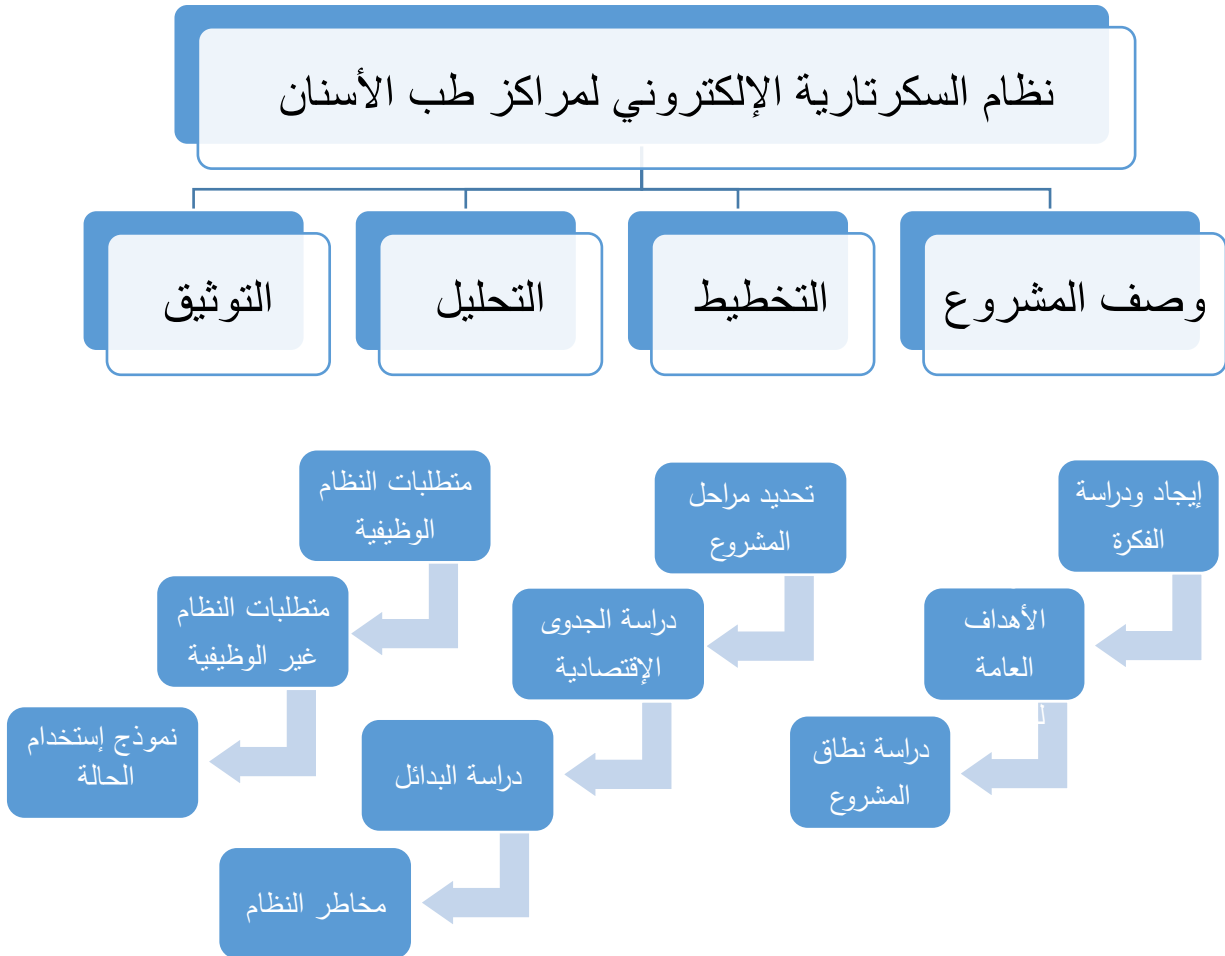 نظام السكرتارية الإلكتروني لمراكز طب الأسنان
وصف المشروع
التخطيط
التحليل
التوثيق
إيجاد ودراسة
الفكرة
الأهداف
العامة
دراسة نطاق
المشروع
تحديد مراحل
المشروع
دراسة الجدوى
الإقتصادية
دراسة البدائل
مخاطر النظام
متطلبات النظام
الوظيفية
متطلبات النظام
غير الوظيفية
نموذج إستخدام
الحالة